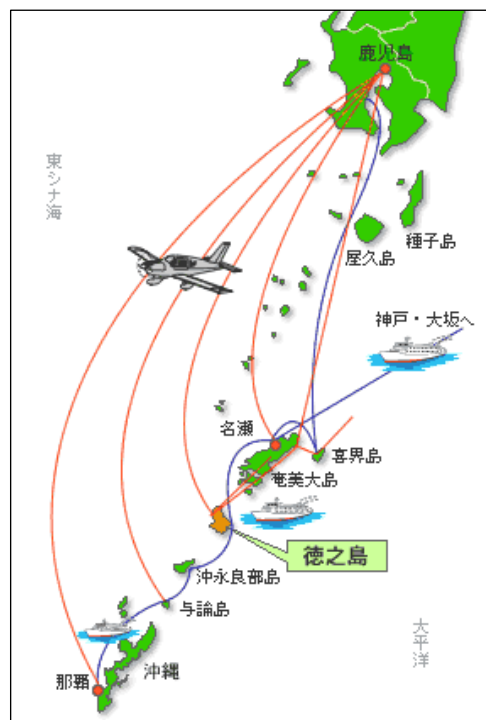 鹿児島
東シナ海
種子島
屋久島
神戸・大坂へ
名瀬
喜界島
奄美大島
徳之島
沖永良部島
与論島
太平洋
沖縄
那覇